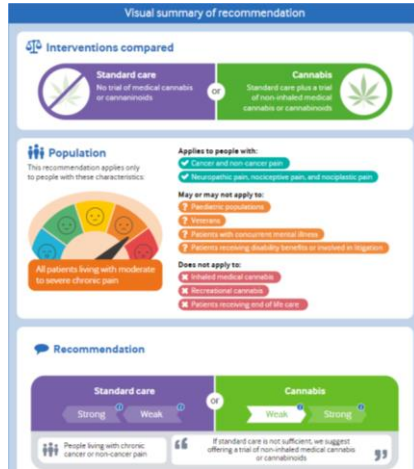 Visual summary of recommendation
Interventions compared
Standard care
No trial of medical cannabis
or cannaninoids
or
Cannabis
Standard care plus a trial
of non-inhaled medical
cannabis or cannabinoids
Population
This recommendation applies only
to people with these characteristics:
All patients living with moderate
to severe chronic pain
Applies to people with:
Cancer and non-cancer pain
Neuropathic pain, nociceptive pain, and nociplastic pain
May or may not apply to:
Paediatric populations
Veterans
Patients with concurrent mental illness
Patients receiving disability benefits or involved in litigation
Does not apply to:
Inhaled medical cannabis
Recreational cannabis
Patients receiving end of life care
Recommendation
Standard care
or
Cannabis
Strong
Weak
Weak
Strong
People living with chronic
cancer or non-cancer pain
If standard care is not sufficient, we suggest
offering a trial of non-inhaled medical cannabis
or cannabinoids